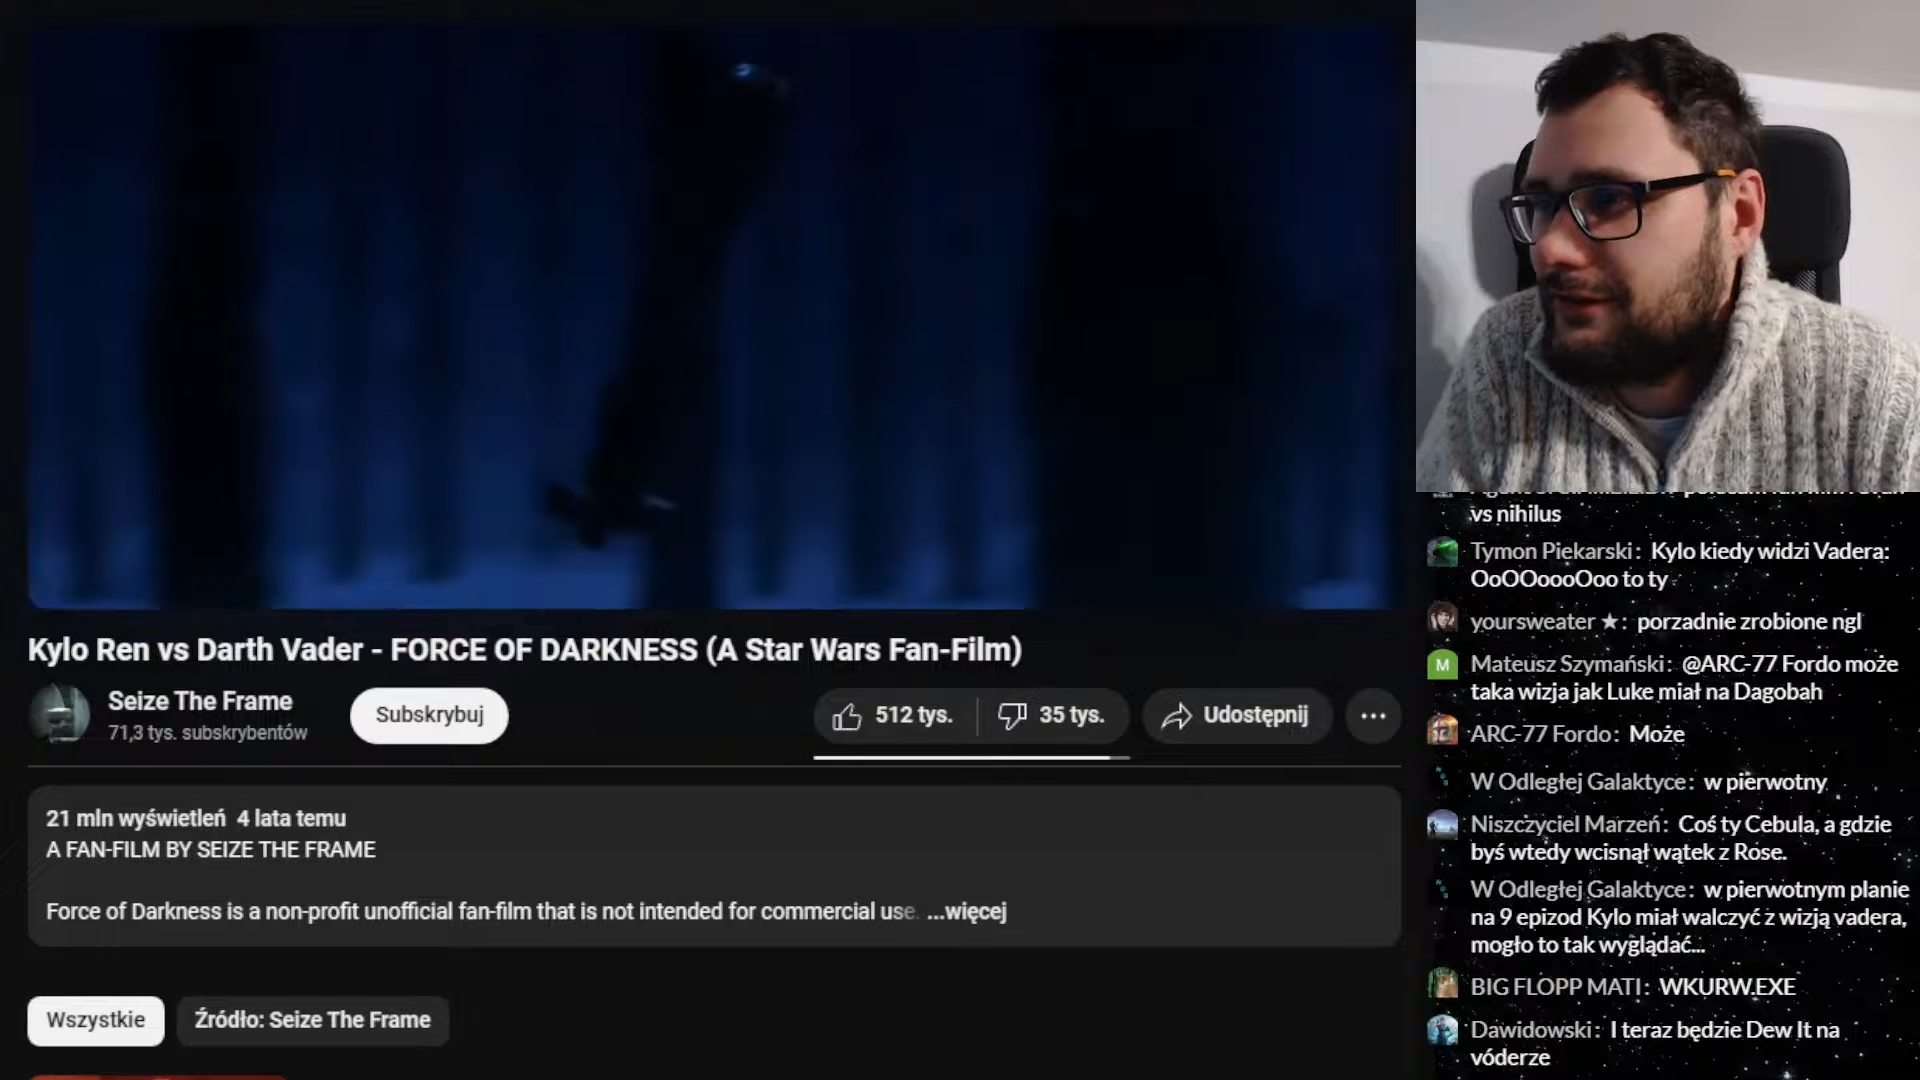 Kylo Ren vs Darth Vader - FORCE OF DARKNESS (A Star Wars Fan-Film)
Seize The Frame
71,3 tys. subskrybentów
Subskrybuj
512 tys.
35 tys.
Udostępnij
21 mln wyświetleń 4 lata temu
A FAN-FILM BY SEIZE THE FRAME
Force of Darkness is a non-profit unofficial fan-film that is not intended for commercial use. ...więcej
Wszystkie
Źródło: Seize The Frame
vs nihilus
Tymon Piekarski: Kylo kiedy widzi Vadera:
OoOOoooOoo to ty
yoursweater ★: porzadnie zrobione ngl
M
Mateusz Szymański: @ARC-77 Fordo może
taka wizja jak Luke miał na Dagobah
ARC-77 Fordo: Może
W Odległej Galaktyce: w pierwotny
Niszczyciel Marzeń: Coś ty Cebula, a gdzie
byś wtedy wcisnął wątek z Rose.
W Odległej Galaktyce: w pierwotnym planie
na 9 epizod Kylo miał walczyć z wizją vadera,
mogło to tak wyglądać...
BIG FLOPP MATI: WKURW.EXE
Dawidowski: I teraz będzie Dew It na
vóderze